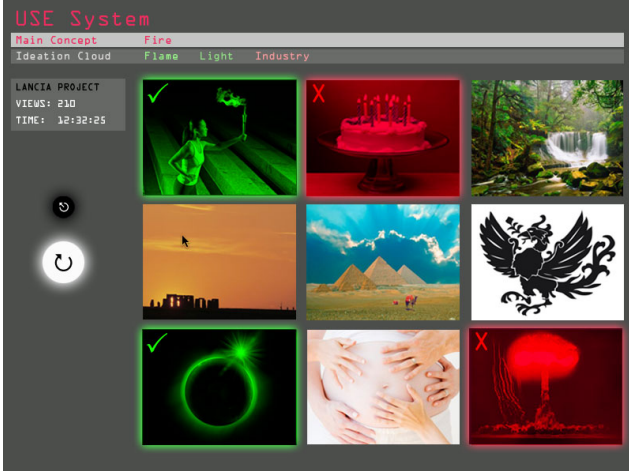 USE System
Main Concept Fire
Ideation Cloud Flame Light Industry
LANCIA PROJECT
VIEWS: 210
TIME: 12:32:25